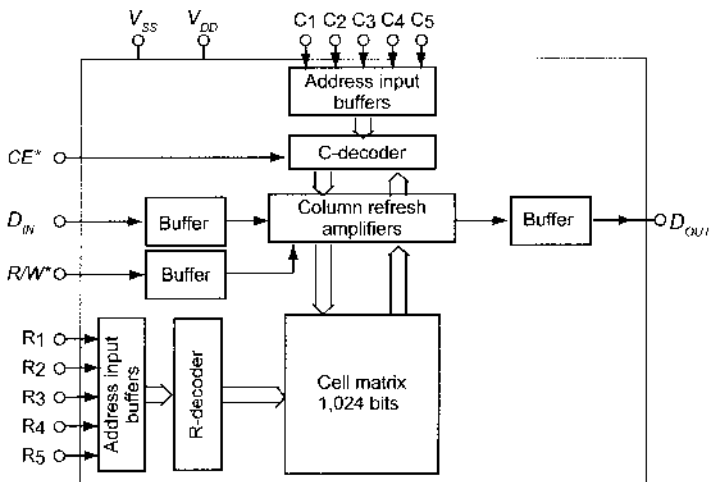 V_SS V_DD C1 C2 C3 C4 C5
Address input
buffers
CE*
C-decoder
D_IN
Buffer
Column refresh
amplifiers
Buffer
D_OUT
R/W*
Buffer
R1
R2
R3
R4
R5
Address input
buffers
R-decoder
Cell matrix
1,024 bits